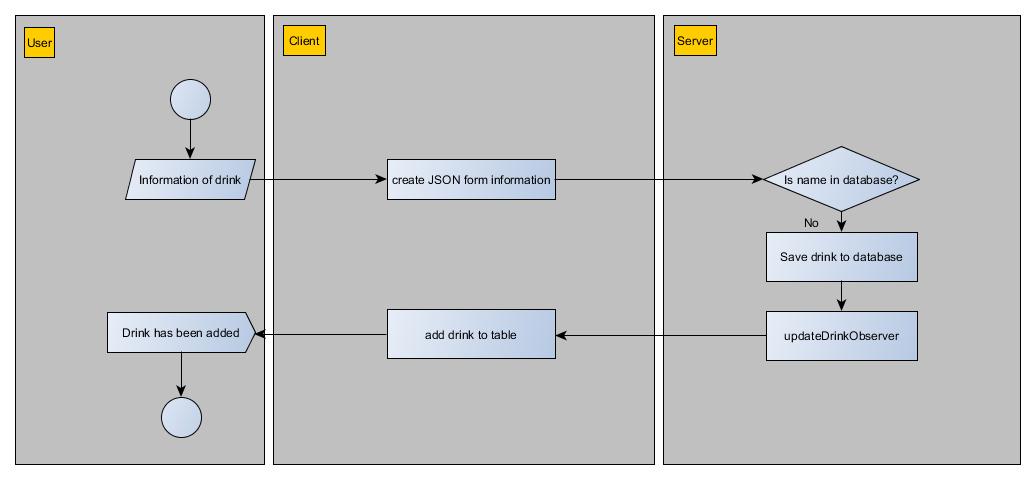 User
Client
Server
Information of drink
create JSON form information
Is name in database?
No
Save drink to database
updateDrinkObserver
add drink to table
Drink has been added